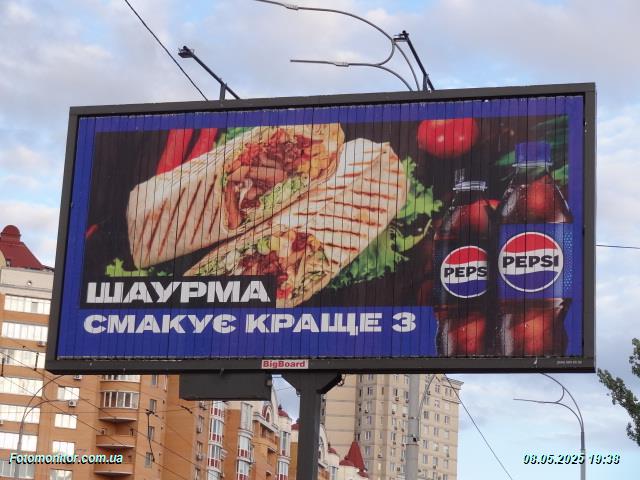 ШАУРМА
СМАКУЄ КРАЩЕ З
PEPSI
PEPSI
BigBoard
Fotomonitor.com.ua
08.05.2025 19:38